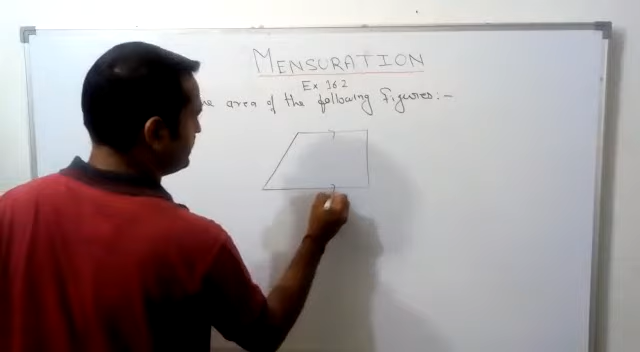 MENSURATION
Ex 16.2
area of the following figures:-